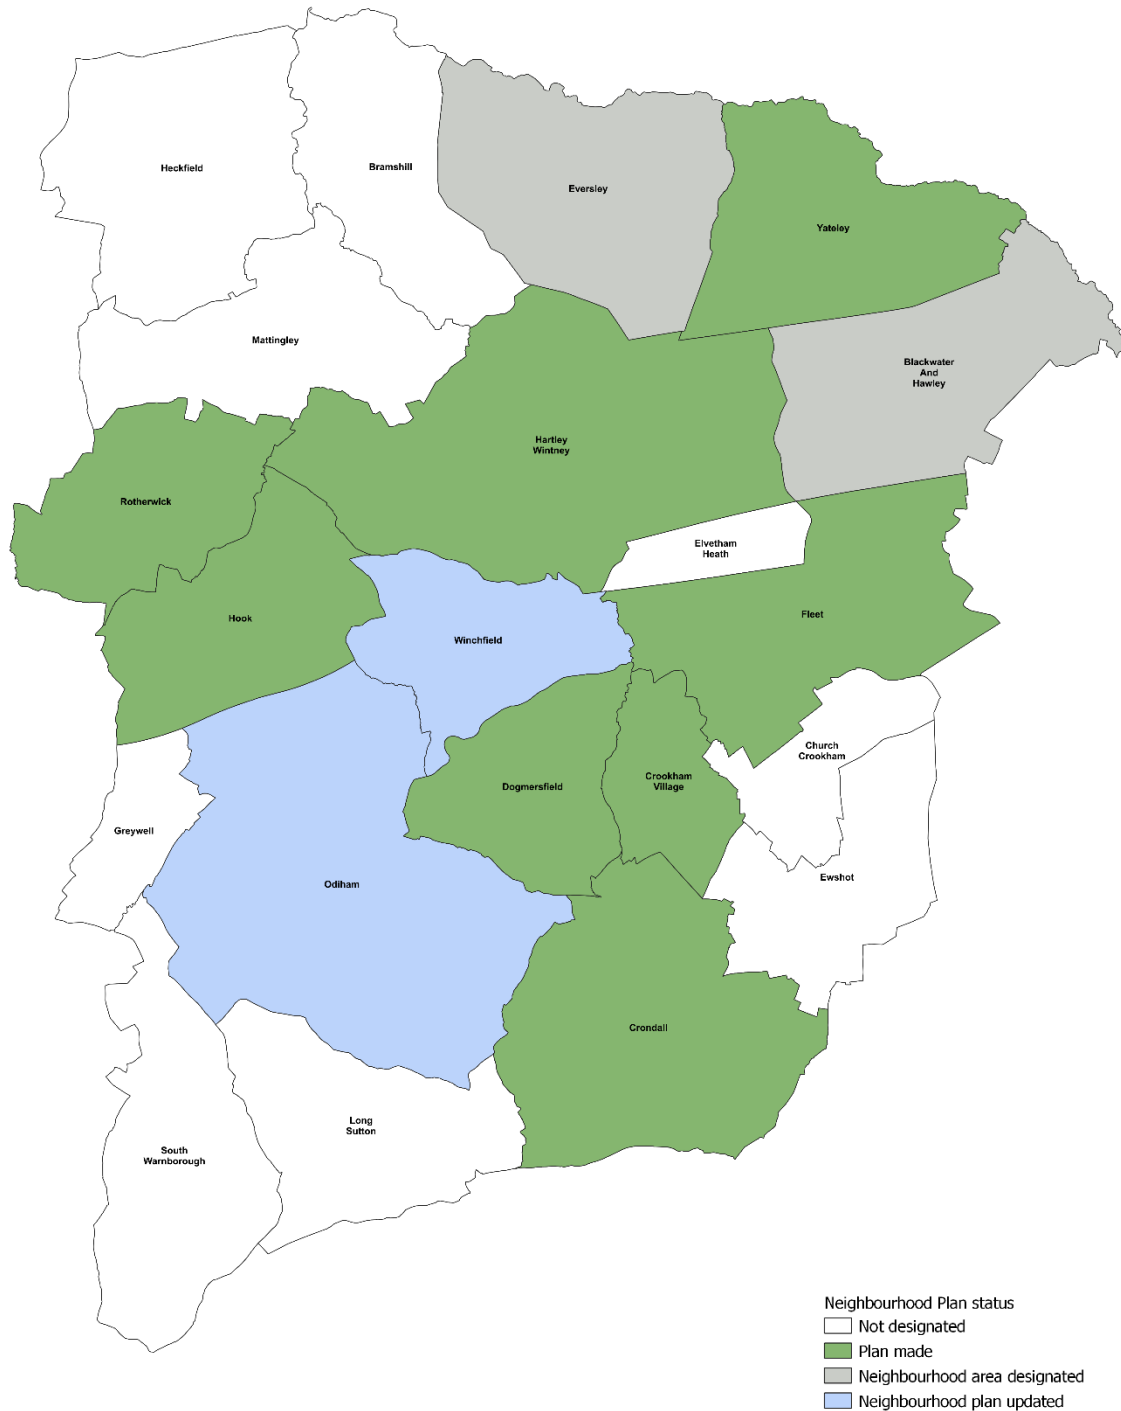 Heckfield
Bramshill
Eversley
Yateley
Mattingley
Blackwater
And
Hawley
Hartley
Wintney
Rotherwick
Elvetham
Heath
Hook
Fleet
Winchfield
Church
Crookham
Crookham
Village
Dogmersfield
Greywell
Ewshot
Odiham
Crondall
Long
Sutton
South
Warnborough
Neighbourhood Plan status
Not designated
Plan made
Neighbourhood area designated
Neighbourhood plan updated